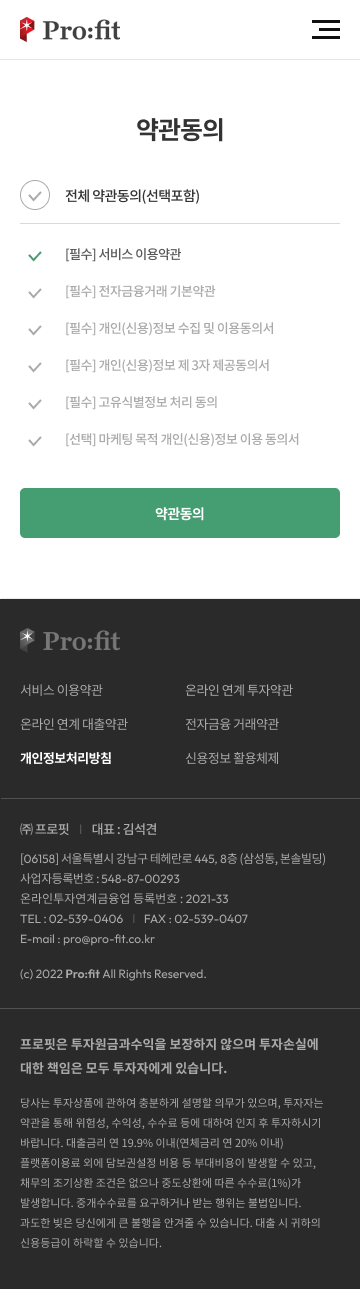 Pro:fit
약관동의
전체 약관동의(선택포함)
[필수] 서비스 이용약관
[필수] 전자금융거래 기본약관
[필수] 개인(신용)정보 수집 및 이용동의서
[필수] 개인(신용)정보 제 3자 제공동의서
[필수] 고유식별정보 처리 동의
[선택] 마케팅 목적 개인(신용)정보 이용 동의서
약관동의
Pro:fit
서비스 이용약관 온라인 연계 투자약관
온라인 연계 대출약관 전자금융 거래약관
개인정보처리방침 신용정보 활용체제
㈜ 프로핏 | 대표 : 김석견
[06158] 서울특별시 강남구 테헤란로 445, 8층 (삼성동, 본솔빌딩)
사업자등록번호 : 548-87-00293
온라인투자연계금융업 등록번호 : 2021-33
TEL : 02-539-0406 | FAX : 02-539-0407
E-mail : pro@pro-fit.co.kr
(c) 2022 Pro:fit All Rights Reserved.
프로핏은 투자원금과수익을 보장하지 않으며 투자손실에
대한 책임은 모두 투자자에게 있습니다.
당사는 투자상품에 관하여 충분하게 설명할 의무가 있으며, 투자자는
약관을 통해 위험성, 수익성, 수수료 등에 대하여 인지 후 투자하시기
바랍니다. 대출금리 연 19.9% 이내(연체금리 연 20% 이내)
플랫폼이용료 외에 담보권설정 비용 등 부대비용이 발생할 수 있고,
채무의 조기상환 조건은 없으나 중도상환에 따른 수수료(1%)가
발생합니다. 중개수수료를 요구하거나 받는 행위는 불법입니다.
과도한 빚은 당신에게 큰 불행을 안겨줄 수 있습니다. 대출 시 귀하의
신용등급이 하락할 수 있습니다.